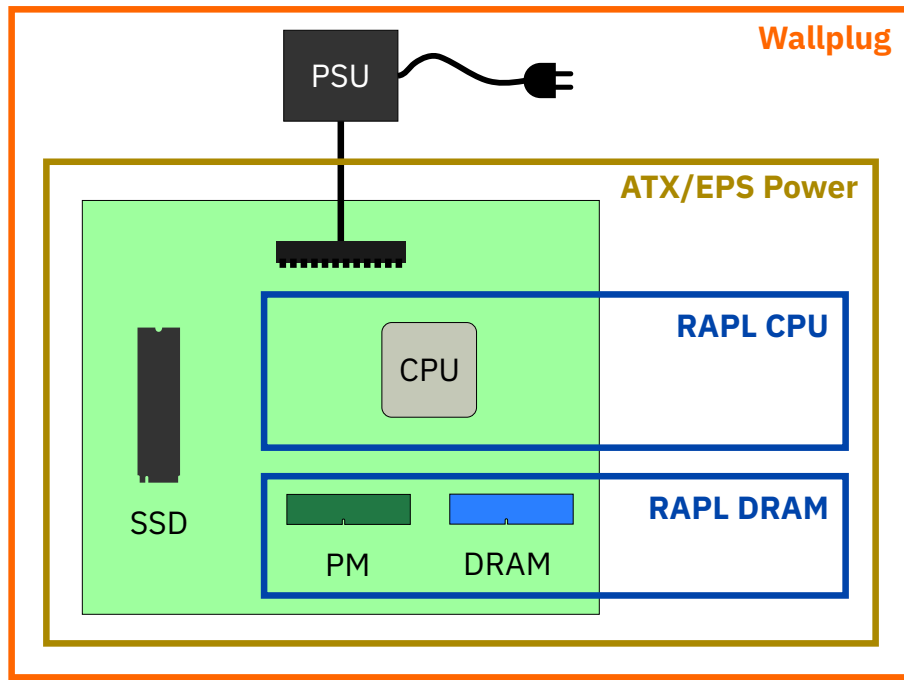 Wallplug
PSU
ATX/EPS Power
RAPL CPU
CPU
RAPL DRAM
SSD
PM
DRAM